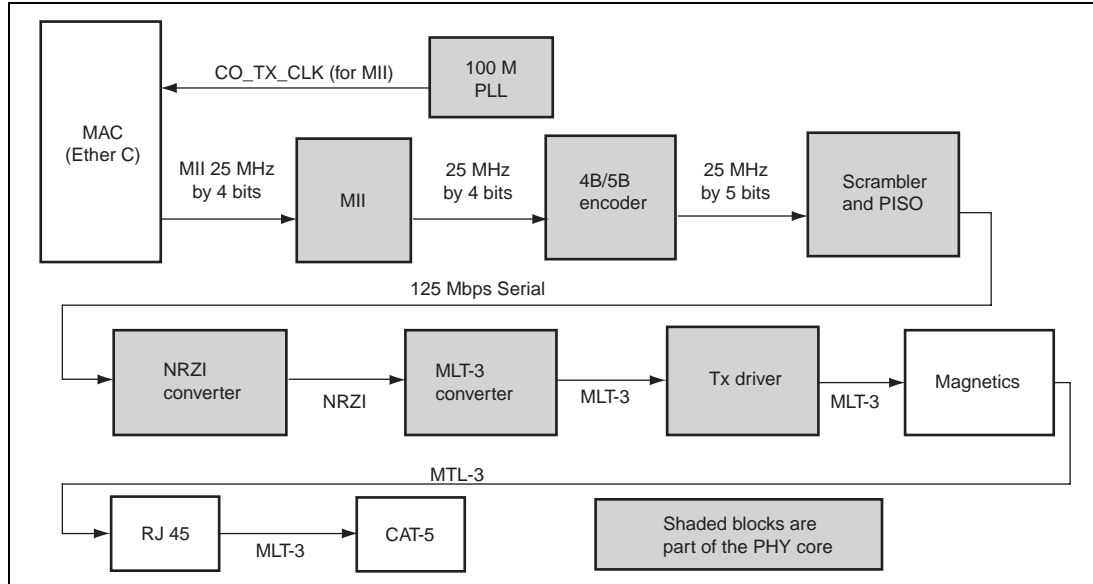 CO_TX_CLK (for MII)
100 M
PLL
MAC
(Ether C)
MII 25 MHz
by 4 bits
MII
25 MHz
by 4 bits
4B/5B
encoder
25 MHz
by 5 bits
Scrambler
and PISO
125 Mbps Serial
NRZI
converter
NRZI
MLT-3
converter
MLT-3
Tx driver
MLT-3
Magnetics
MTL-3
RJ 45
MLT-3
CAT-5
Shaded blocks are
part of the PHY core